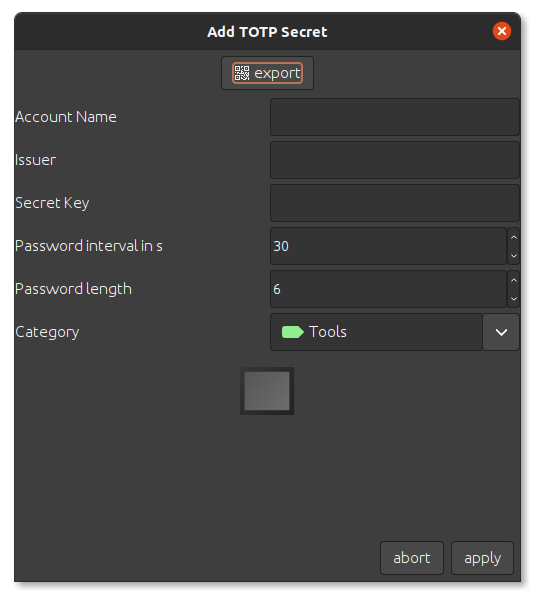 Add TOTP Secret
export
Account Name
Issuer
Secret Key
Password interval in s 30
Password length 6
Category Tools
abort apply